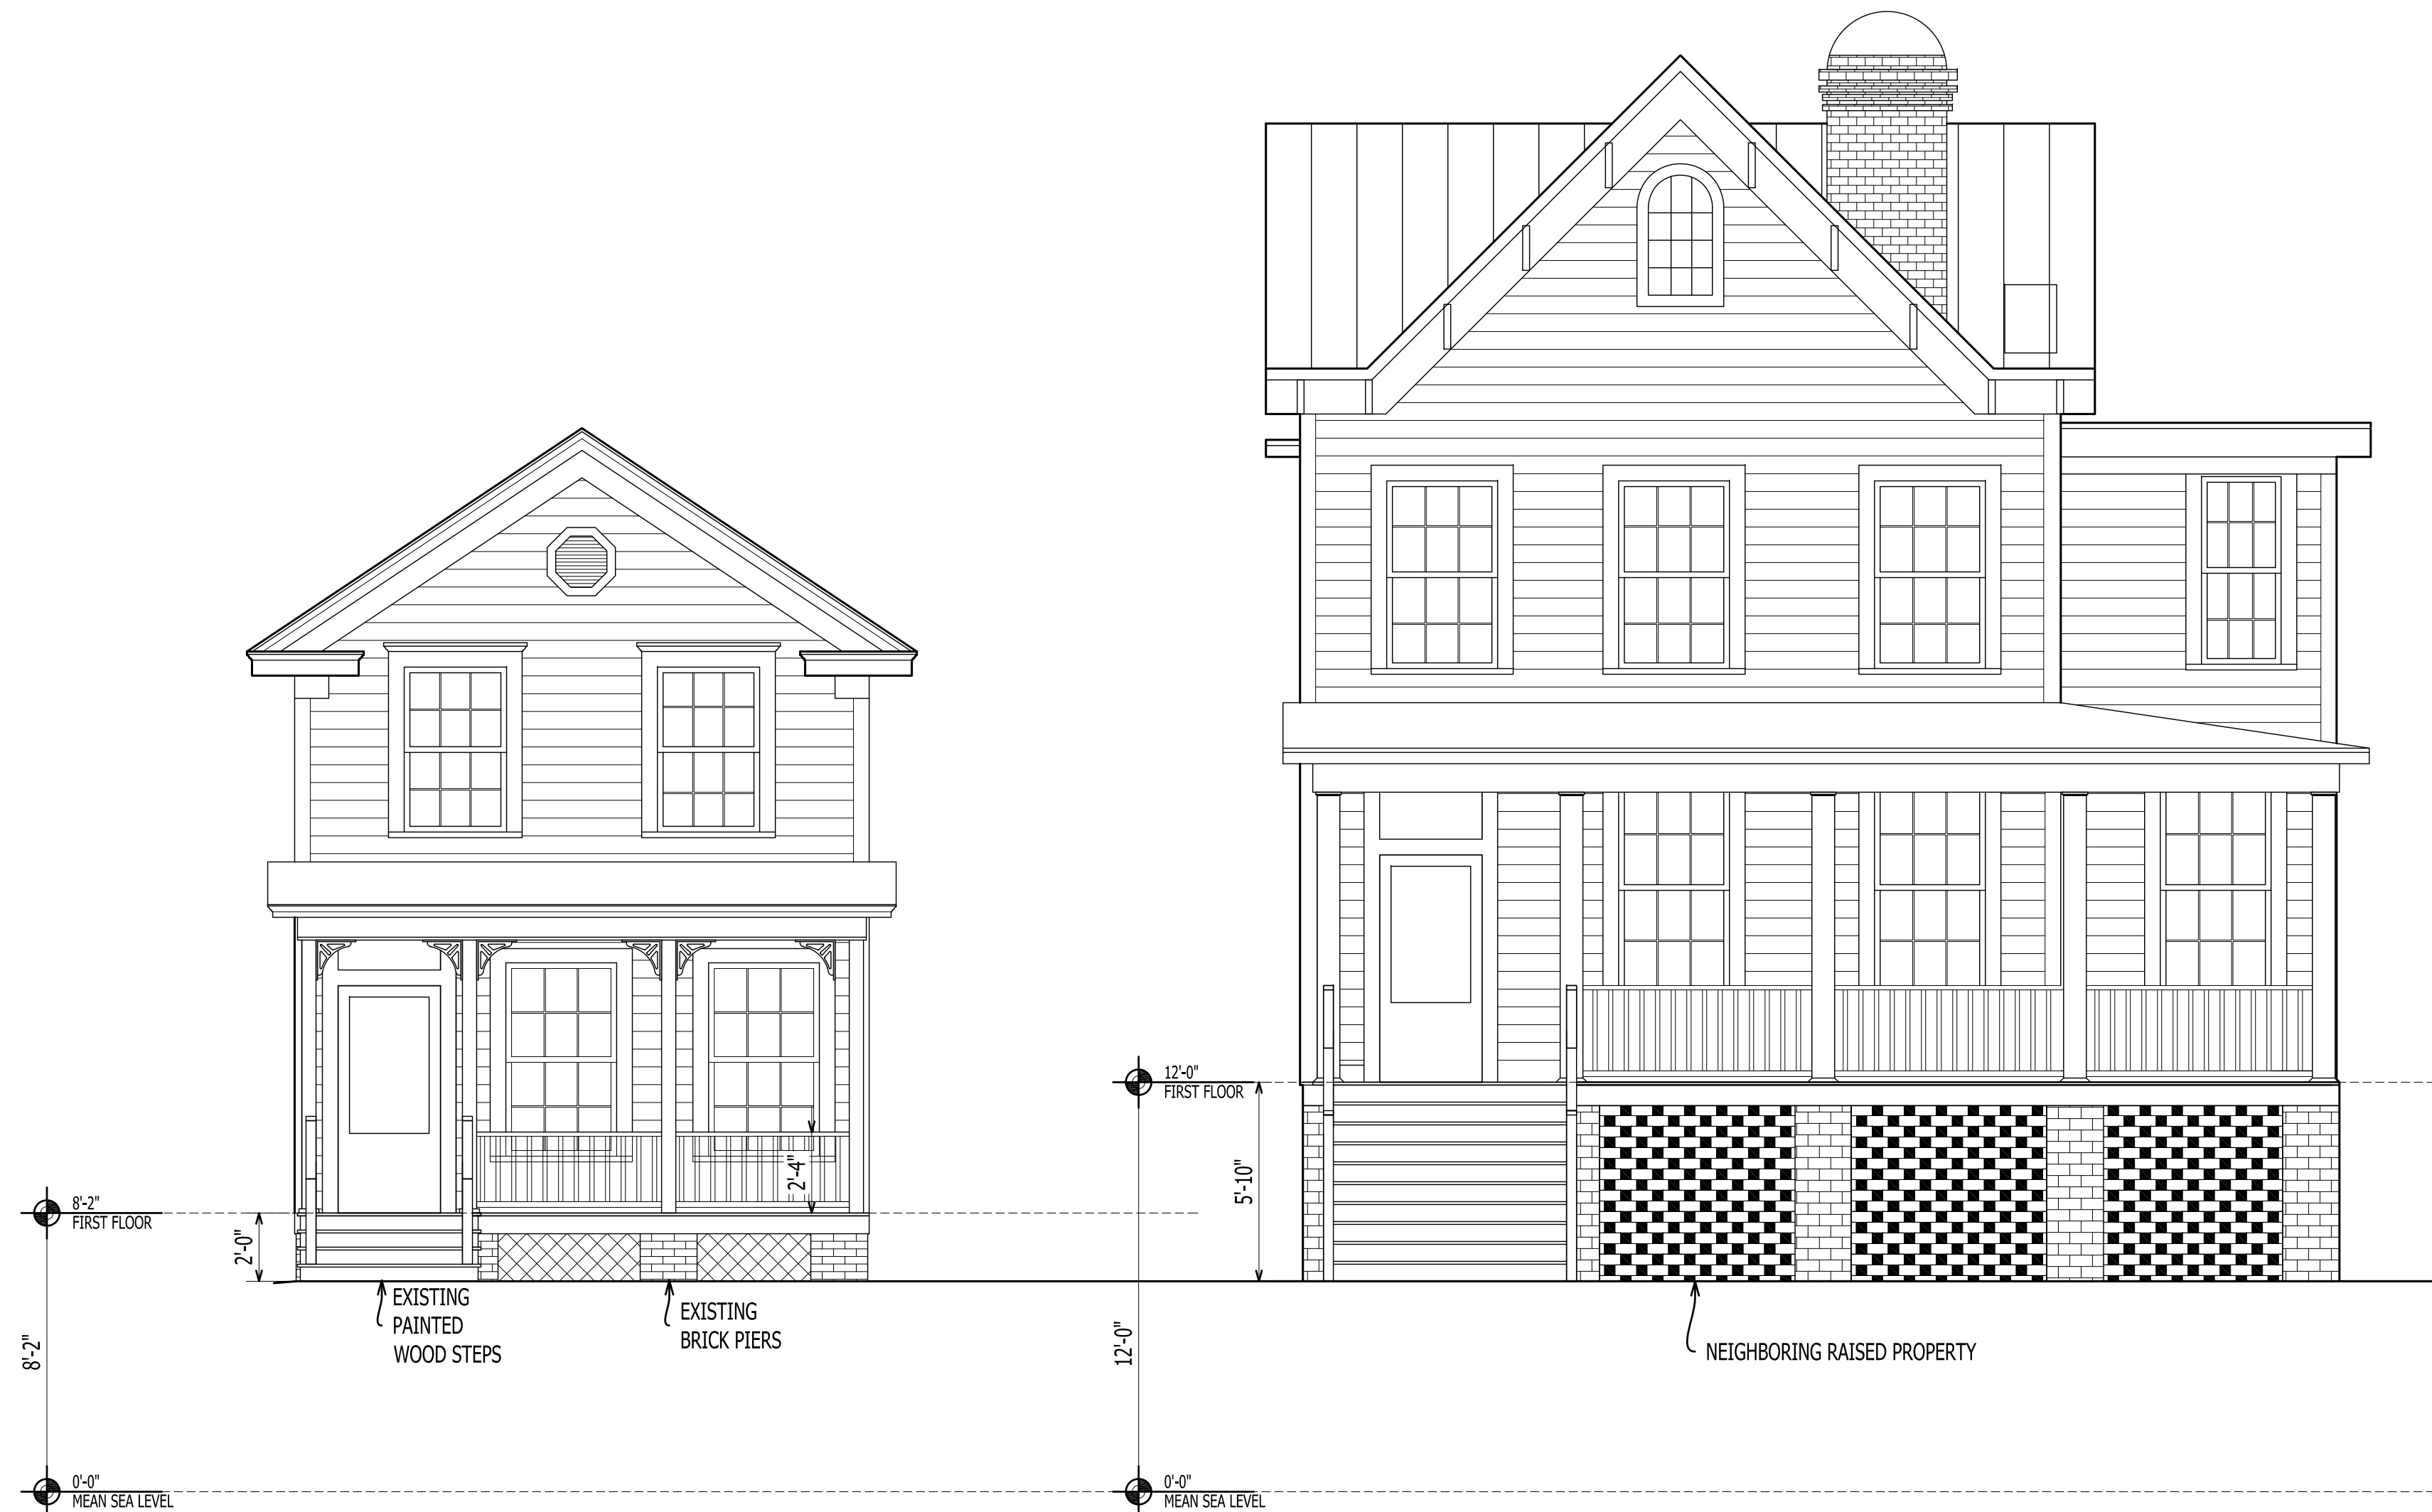 8'-2"
FIRST FLOOR
2'-0"
2'-4"
EXISTING
PAINTED
WOOD STEPS
EXISTING
BRICK PIERS
8'-2"
0'-0"
MEAN SEA LEVEL
12'-0"
FIRST FLOOR
5'-10"
12'-0"
NEIGHBORING RAISED PROPERTY
0'-0"
MEAN SEA LEVEL